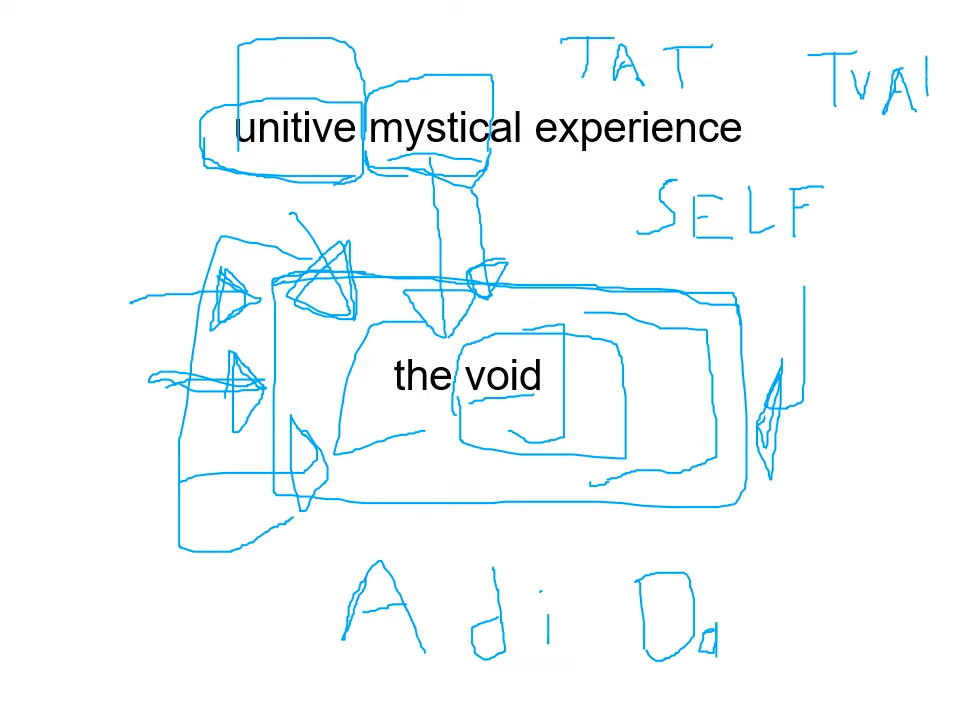 TAT TVAM
unitive mystical experience
SELF
the void
Adi Da